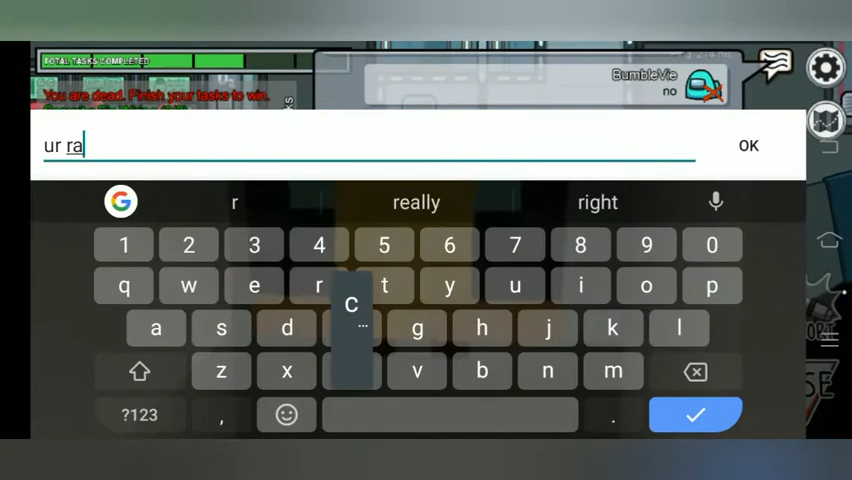 TOTAL TASKS COMPLETED
You are dead. Finish your tasks to win.
BumbleVie
no
ur ra
OK
r really right
1 2 3 4 5 6 7 8 9 0
q w e r t y u i o p
C
...
a s d g h j k l
z x v b n m
?123 , .